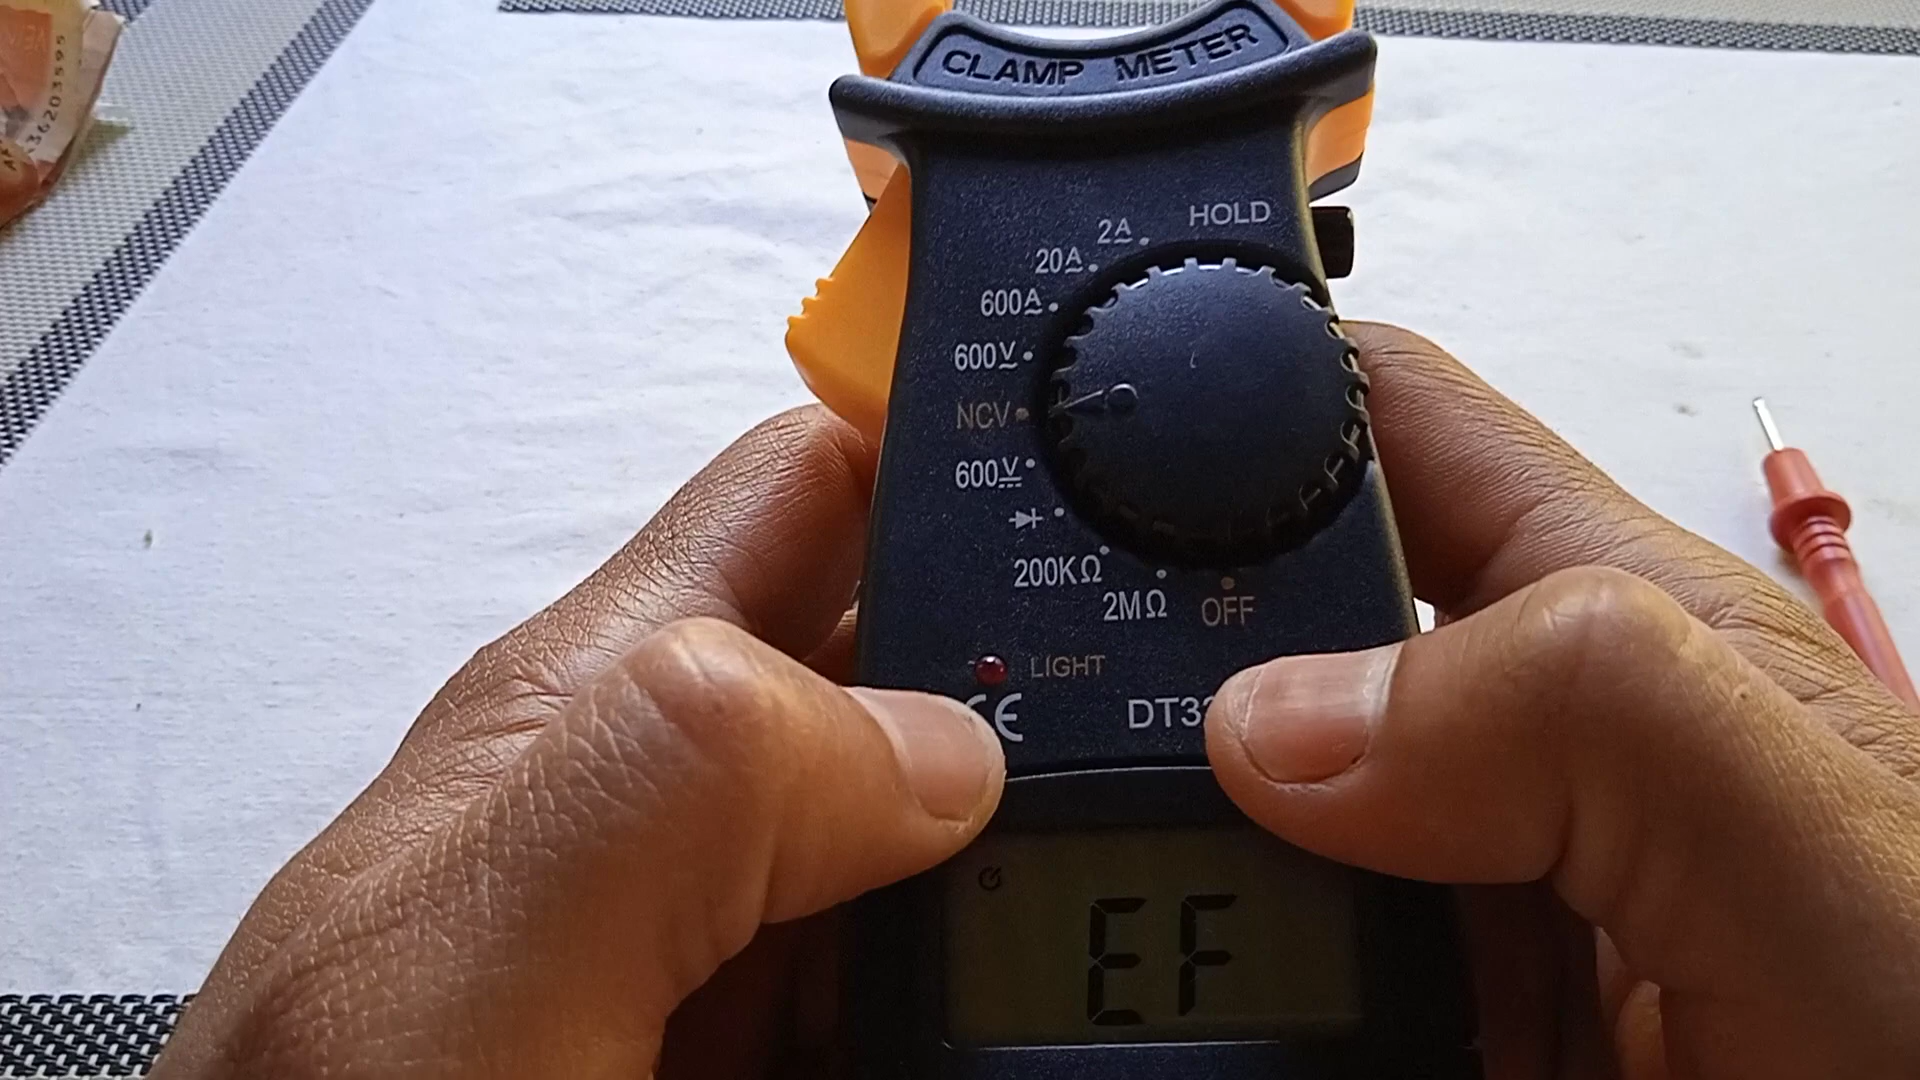 CLAMP METER
HOLD
2A
20A
600A
600V
NCV
600V
200KΩ
2MΩ
OFF
LIGHT
CE
EF